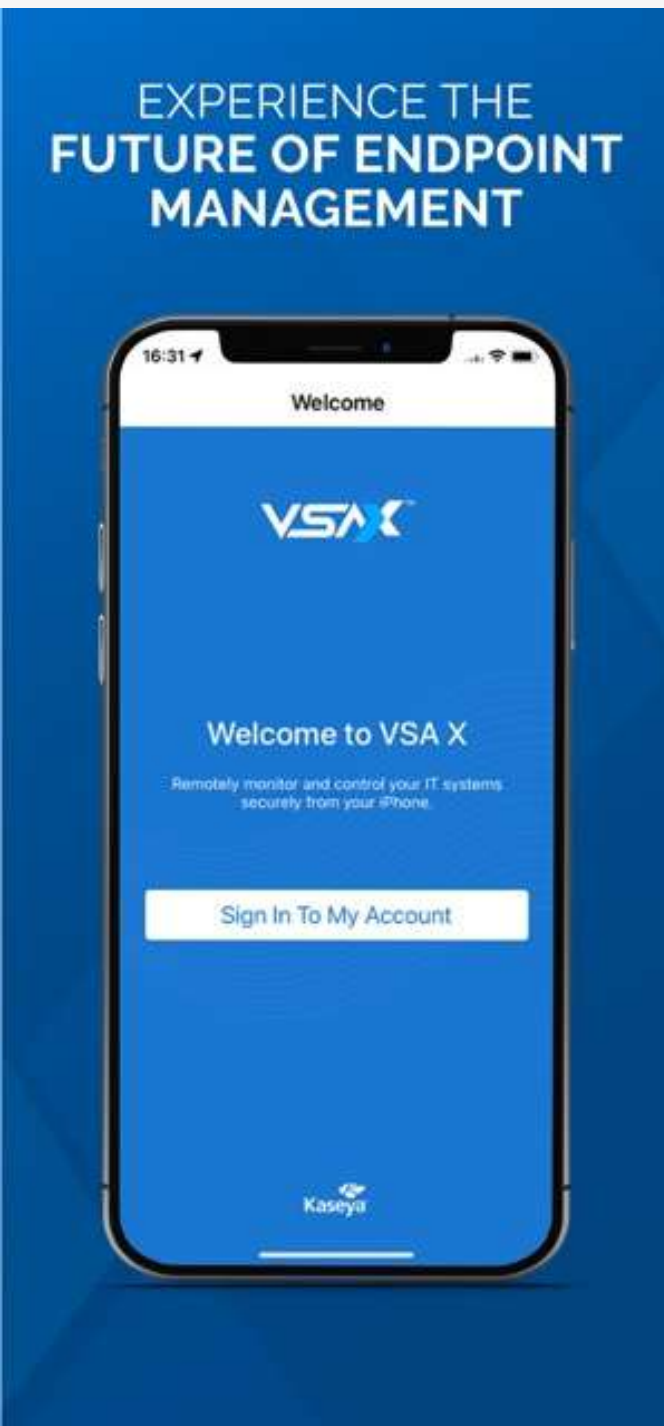 EXPERIENCE THE
FUTURE OF ENDPOINT
MANAGEMENT
16:31
Welcome
VSAX™
Welcome to VSA X
Remotely monitor and control your IT systems
securely from your iPhone.
Sign In To My Account
Kaseya